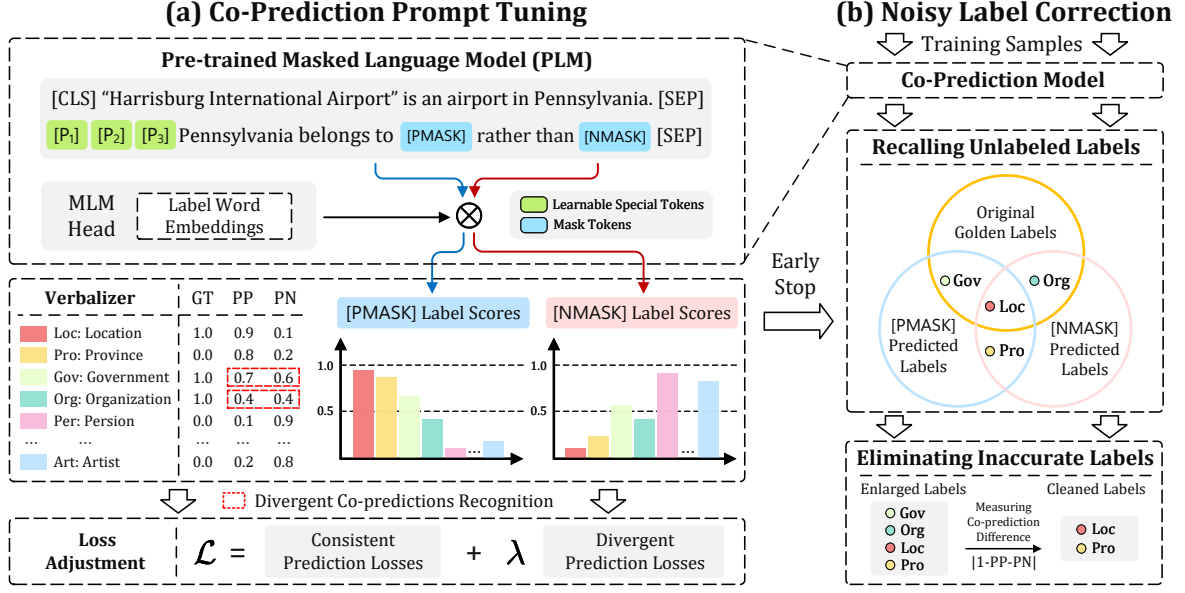 (a) Co-Prediction Prompt Tuning
Pre-trained Masked Language Model (PLM)
[CLS] “Harrisburg International Airport” is an airport in Pennsylvania. [SEP]
[P1] [P2] [P3] Pennsylvania belongs to [PMASK] rather than [NMASK] [SEP]
MLM
Head
Label Word
Embeddings
Learnable Special Tokens
Mask Tokens
Verbalizer GT PP PN
Loc: Location 1.0 0.9 0.1
Pro: Province 0.0 0.8 0.2
Gov: Government 1.0 0.7 0.6
Org: Organization 1.0 0.4 0.4
Per: Persion 0.0 0.1 0.9
... ... ... ... ...
Art: Artist 0.0 0.2 0.8
[PMASK] Label Scores
1.0
0.5
...
[NMASK] Label Scores
1.0
0.5
...
Divergent Co-predictions Recognition
Loss
Adjustment
ℒ =
Consistent
Prediction Losses
+ λ
Divergent
Prediction Losses
Early
Stop
(b) Noisy Label Correction
Training Samples
Co-Prediction Model
Recalling Unlabeled Labels
Original
Golden Labels
Gov
Org
Loc
[PMASK]
Predicted
Labels
Pro
[NMASK]
Predicted
Labels
Eliminating Inaccurate Labels
Enlarged Labels
Gov
Org
Loc
Pro
Measuring
Co-prediction
Difference
|1-PP-PN|
Cleaned Labels
Loc
Pro